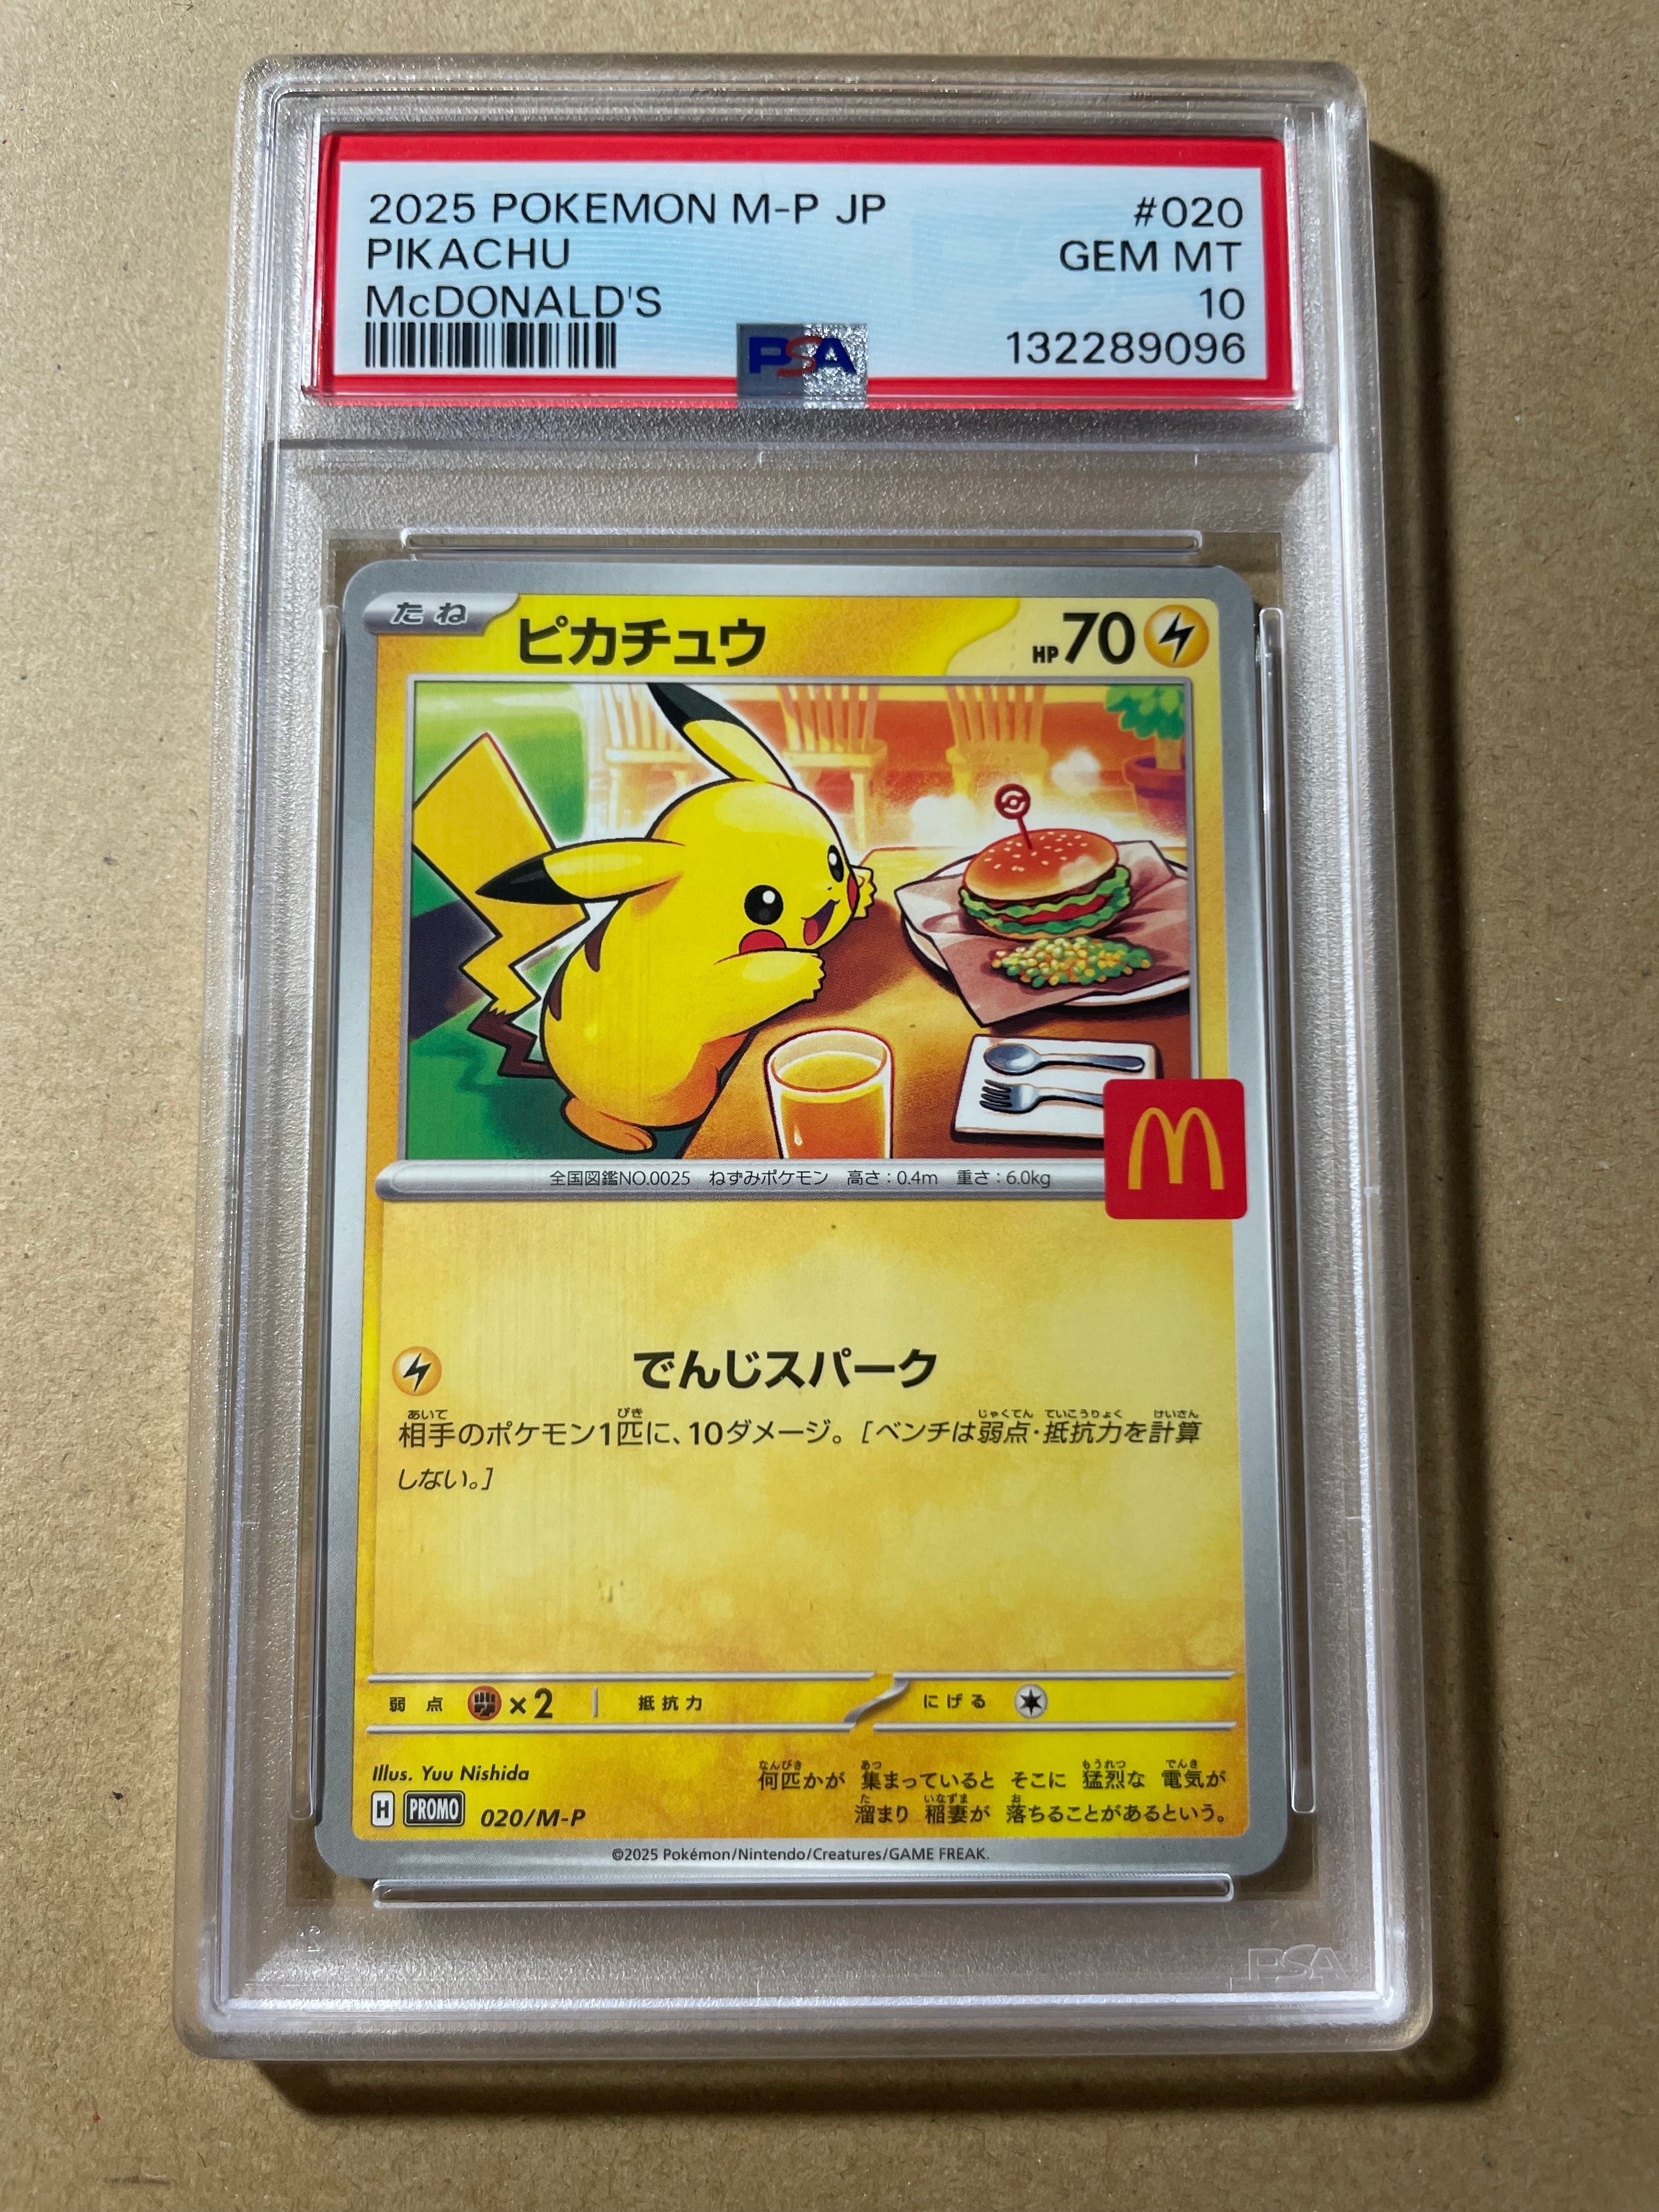 2025 POKEMON M-P JP #020
PIKACHU GEM MT
McDONALD'S 10
PSA 132289096
たね ピカチュウ HP70
全国図鑑NO.0025 ねずみポケモン 高さ:0.4m 重さ:6.0kg
でんじスパーク
相手のポケモン1匹に、10ダメージ。[ベンチは弱点・抵抗力を計算
しない。]
弱点 ×2 抵抗力 にげる
Illus. Yuu Nishida
H PROMO 020/M-P
何匹かが 集まっていると そこに 猛烈な 電気が
溜まり 稲妻が 落ちることがあるという。
©2025 Pokémon/Nintendo/Creatures/GAME FREAK.
PSA